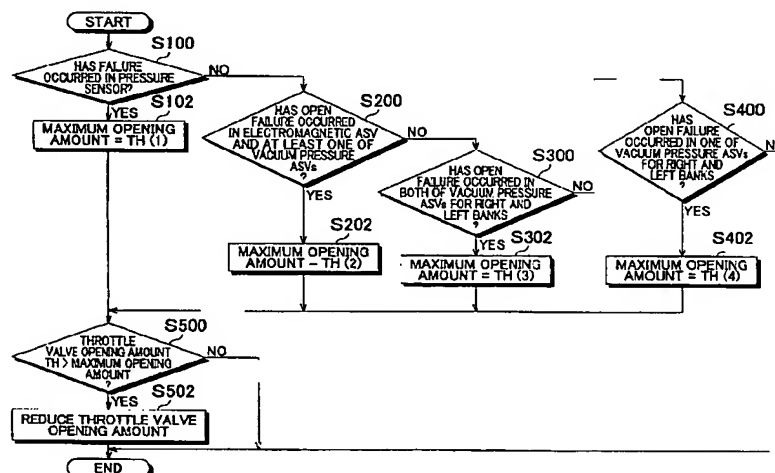 START
S100
HAS FAILURE
OCCURRED IN PRESSURE
SENSOR?
NO
YES
S102
MAXIMUM OPENING
AMOUNT = TH (1)
S200
HAS OPEN
FAILURE OCCURRED
IN ELECTROMAGNETIC ASV
AND AT LEAST ONE OF
VACUUM PRESSURE
ASVs
?
NO
YES
S202
MAXIMUM OPENING
AMOUNT - TH (2)
S300
HAS OPEN
FAILURE OCCURRED IN
BOTH OF VACUUM PRESSURE
ASVs FOR RIGHT AND
LEFT BANKS
?
NO
YES
S302
MAXIMUM OPENING
AMOUNT = TH (3)
S400
HAS
OPEN FAILURE
OCCURRED IN ONE OF
VACUUM PRESSURE ASVs
FOR RIGHT AND
LEFT BANKS
?
N
YES
S402
MAXIMUM OPENING
AMOUNT = TH (4)
S500
THROTTLE
VALVE OPENING AMOUNT
TH > MAXIMUM OPENING
AMOUNT
?
NO
YES
S502
REDUCE THROTTLE VALVE
OPENING AMOUNT
END